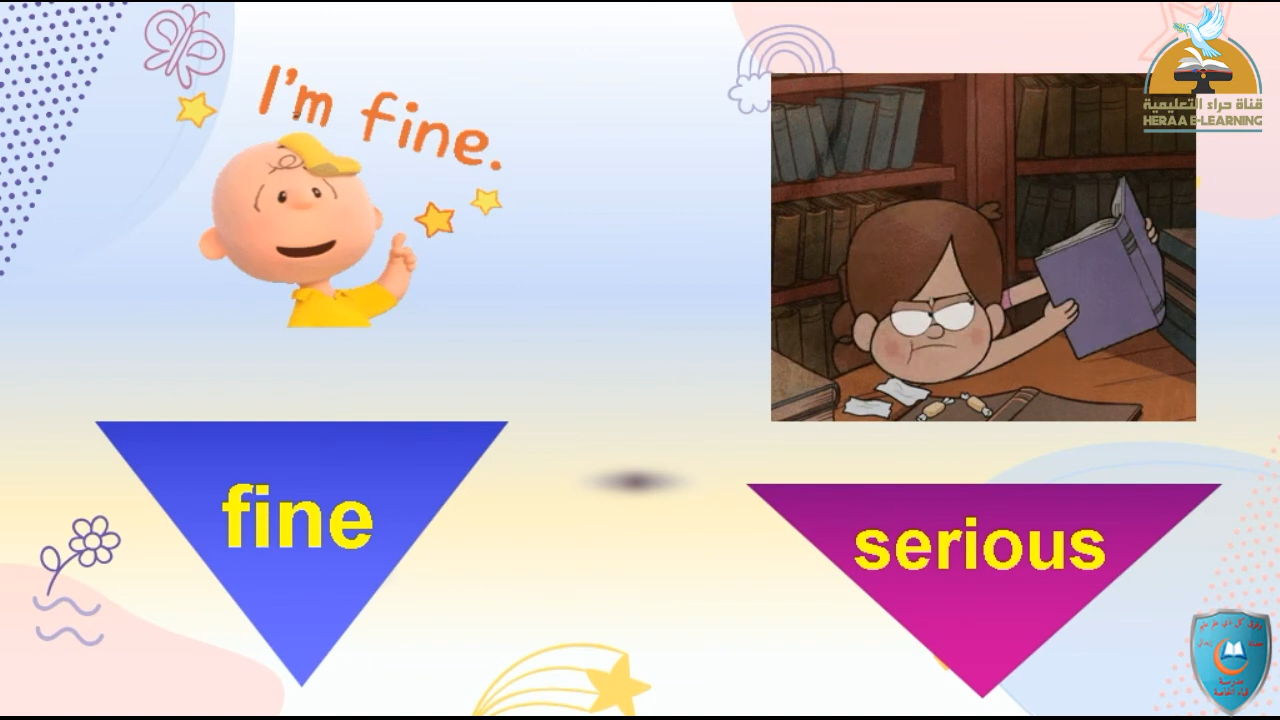 I'm fine.
قناة حراء التعليمية
HERAA E-LEARNING
fine
serious